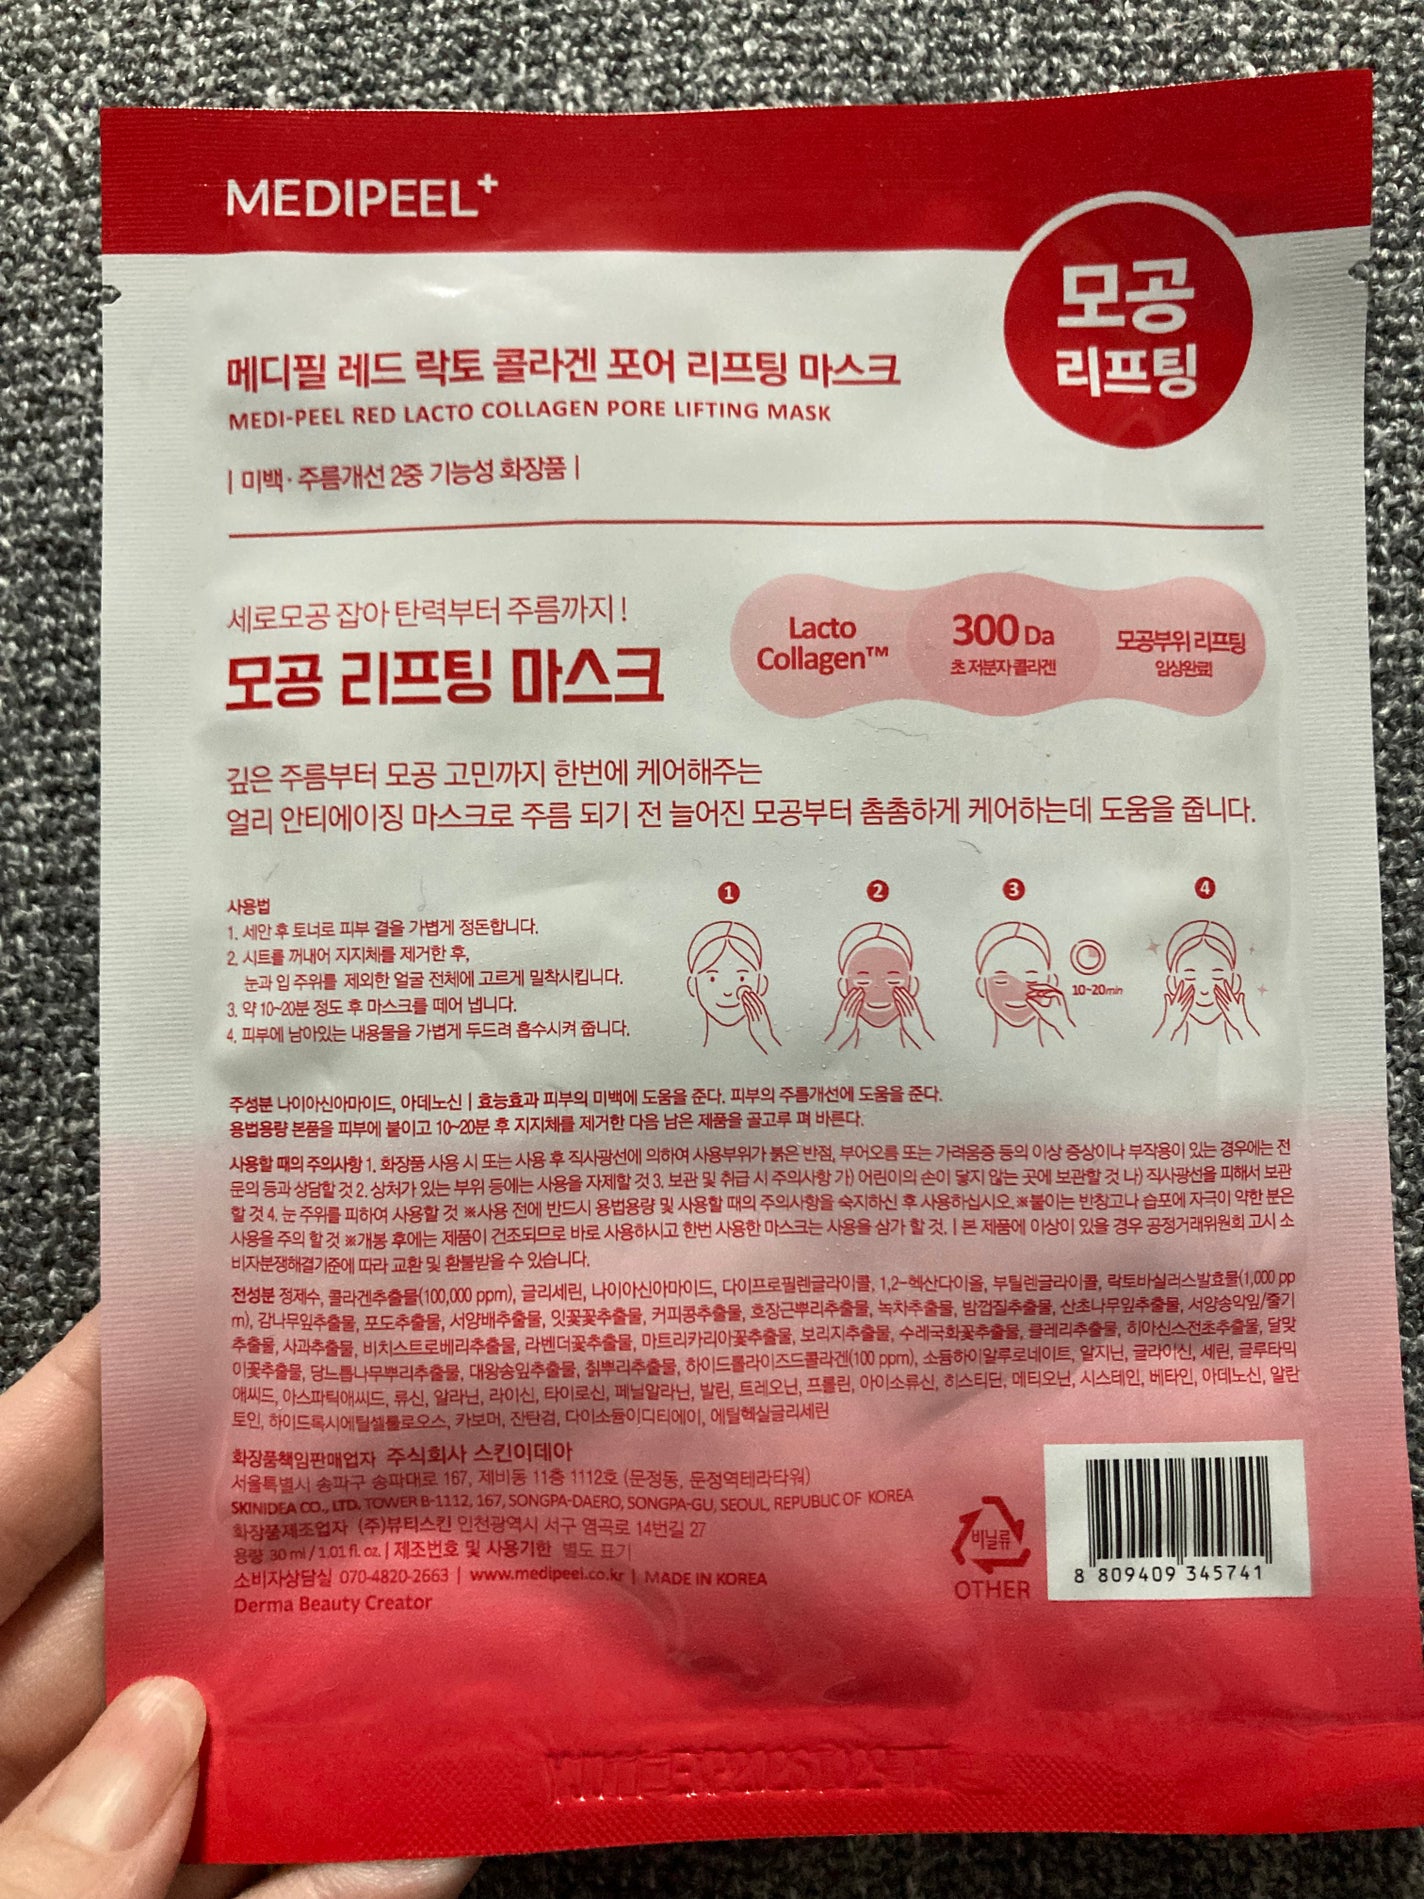 MEDIPEEL+
모공
리프팅
메디필 레드 락토 콜라겐 포어 리프팅 마스크
MEDI-PEEL RED LACTO COLLAGEN PORE LIFTING MASK
| 미백·주름개선 2중 기능성 화장품 |
세로모공 잡아 탄력부터 주름까지!
모공 리프팅 마스크
Lacto
Collagen™
300 Da
초 저분자 콜라겐
모공부위 리프팅
임상완료!
깊은 주름부터 모공 고민까지 한번에 케어해주는
얼리 안티에이징 마스크로 주름 되기 전 늘어진 모공부터 촘촘하게 케어하는데 도움을 줍니다.
사용법
1. 세안 후 토너로 피부 결을 가볍게 정돈합니다.
2. 시트를 꺼내어 지지체를 제거한 후,
눈과 입 주위를 제외한 얼굴 전체에 고르게 밀착시킵니다.
3. 약 10~20분 정도 후 마스크를 떼어 냅니다.
4. 피부에 남아있는 내용물을 가볍게 두드려 흡수시켜 줍니다.
1
2
3
4
10~20min
주성분 나이아신아마이드, 아데노신 | 효능효과 피부의 미백에 도움을 준다. 피부의 주름개선에 도움을 준다.
용법용량 본품을 피부에 붙이고 10~20분 후 지지체를 제거한 다음 남은 제품을 골고루 펴 바른다.
사용할 때의 주의사항 1. 화장품 사용 시 또는 사용 후 직사광선에 의하여 사용부위가 붉은 반점, 부어오름 또는 가려움증 등의 이상 증상이나 부작용이 있는 경우에는 전
문의 등과 상담할 것 2. 상처가 있는 부위 등에는 사용을 자제할 것 3. 보관 및 취급 시 주의사항 가) 어린이의 손이 닿지 않는 곳에 보관할 것 나) 직사광선을 피해서 보관
할 것 4. 눈 주위를 피하여 사용할 것 ※사용 전에 반드시 용법용량 및 사용할 때의 주의사항을 숙지하신 후 사용하십시오.※붙이는 반창고나 습포에 자극이 약한 분은
사용을 주의 할 것 ※개봉 후에는 제품이 건조되므로 바로 사용하시고 한번 사용한 마스크는 사용을 삼가 할 것. | 본 제품에 이상이 있을 경우 공정거래위원회 고시 소
비자분쟁해결기준에 따라 교환 및 환불받을 수 있습니다.
전성분 정제수, 콜라겐추출물(100,000 ppm), 글리세린, 나이아신아마이드, 다이프로필렌글라이콜, 1,2-헥산다이올, 부틸렌글라이콜, 락토바실러스발효물(1,000 pp
m), 감나무잎추출물, 포도추출물, 서양배추출물, 잇꽃꽃추출물, 커피콩추출물, 호장근뿌리추출물, 녹차추출물, 밤껍질추출물, 산초나무잎추출물, 서양송악잎/줄기
추출물, 사과추출물, 비치스트로베리추출물, 라벤더꽃추출물, 마트리카리아꽃추출물, 보리지추출물, 수레국화꽃추출물, 클레리추출물, 히아신스전초추출물, 달맞
이꽃추출물, 당느릅나무뿌리추출물, 대왕송잎추출물, 칡뿌리추출물, 하이드롤라이즈드콜라겐(100 ppm), 소듐하이알루로네이트, 알지닌, 글라이신, 세린, 글루타믹
애씨드, 아스파틱애씨드, 류신, 알라닌, 라이신, 타이로신, 페닐알라닌, 발린, 트레오닌, 프롤린, 아이소류신, 히스티딘, 메티오닌, 시스테인, 베타인, 아데노신, 알란
토인, 하이드록시에틸셀룰로오스, 카보머, 잔탄검, 다이소듐이디티에이, 에틸헥실글리세린
화장품책임판매업자 주식회사 스킨이데아
서울특별시 송파구 송파대로 167, 제비동 11층 1112호 (문정동, 문정역테라타워)
SKINIDEA CO., LTD. TOWER B-1112, 167, SONGPA-DAERO, SONGPA-GU, SEOUL, REPUBLIC OF KOREA
화장품제조업자 (주)뷰티스킨 인천광역시 서구 염곡로 14번길 27
용량 30 ml / 1.01 fl. oz. | 제조번호 및 사용기한 별도 표기
소비자상담실 070-4820-2663 | www.medipeel.co.kr | MADE IN KOREA
Derma Beauty Creator
비닐류
OTHER
8 809409 345741